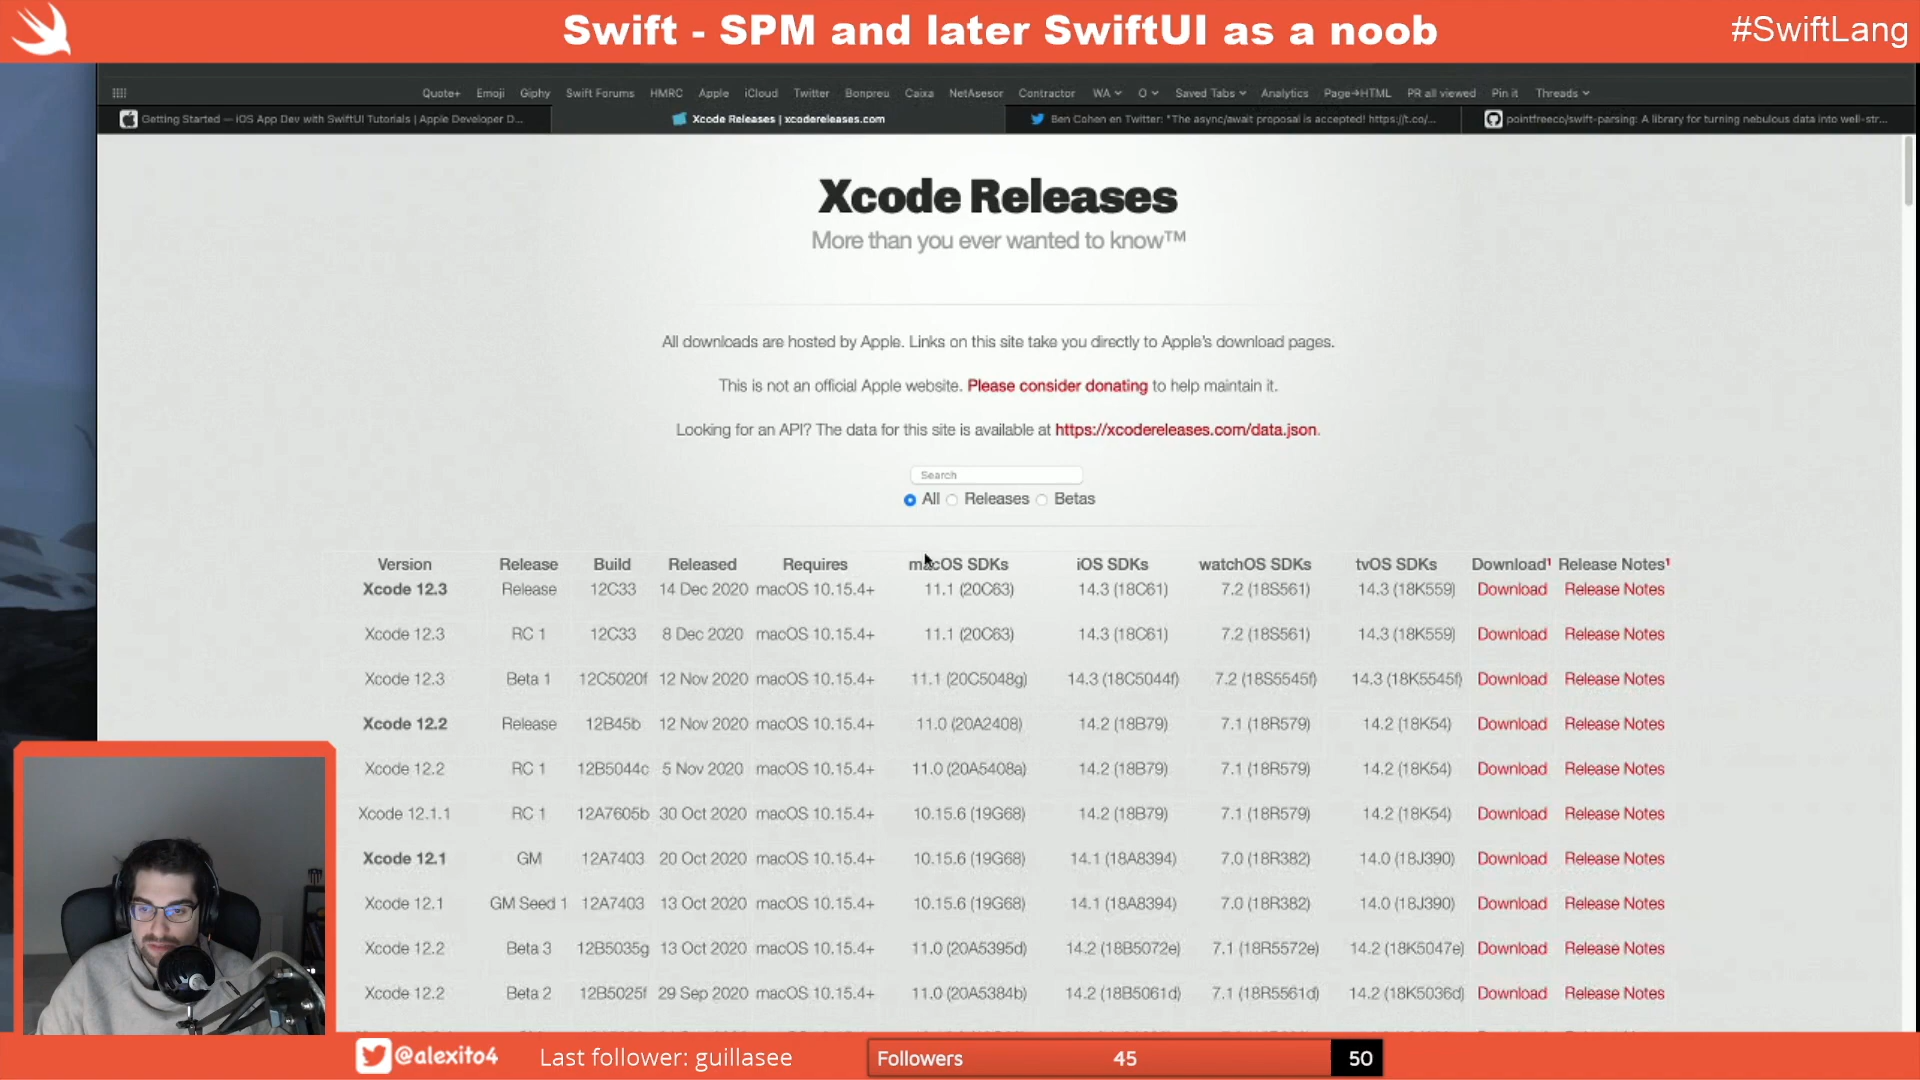 Swift - SPM and later SwiftUI as a noob
#SwiftLang
Quote+ Emoji Giphy Swift Forums HMRC Apple iCloud Twitter Bonpreu Caixa NetAsesor Contractor WA O Saved Tabs Analytics Page→HTML PR all viewed Pin it Threads
Getting Started — iOS App Dev with SwiftUI Tutorials | Apple Developer D...
Xcode Releases | xcodereleases.com
Ben Cohen en Twitter: "The async/await proposal is accepted! https://t.co/...
pointfreeco/swift-parsing: A library for turning nebulous data into well-str...
Xcode Releases
More than you ever wanted to know™
All downloads are hosted by Apple. Links on this site take you directly to Apple's download pages.
This is not an official Apple website. Please consider donating to help maintain it.
Looking for an API? The data for this site is available at https://xcodereleases.com/data.json.
Search
All Releases Betas
Version Release Build Released Requires macOS SDKs iOS SDKs watchOS SDKs tvOS SDKs Download¹ Release Notes¹
Xcode 12.3 Release 12C33 14 Dec 2020 macOS 10.15.4+ 11.1 (20C63) 14.3 (18C61) 7.2 (18S561) 14.3 (18K559) Download Release Notes
Xcode 12.3 RC 1 12C33 8 Dec 2020 macOS 10.15.4+ 11.1 (20C63) 14.3 (18C61) 7.2 (18S561) 14.3 (18K559) Download Release Notes
Xcode 12.3 Beta 1 12C5020f 12 Nov 2020 macOS 10.15.4+ 11.1 (20C5048g) 14.3 (18C5044f) 7.2 (18S5545f) 14.3 (18K5545f) Download Release Notes
Xcode 12.2 Release 12B45b 12 Nov 2020 macOS 10.15.4+ 11.0 (20A2408) 14.2 (18B79) 7.1 (18R579) 14.2 (18K54) Download Release Notes
Xcode 12.2 RC 1 12B5044c 5 Nov 2020 macOS 10.15.4+ 11.0 (20A5408a) 14.2 (18B79) 7.1 (18R579) 14.2 (18K54) Download Release Notes
Xcode 12.1.1 RC 1 12A7605b 30 Oct 2020 macOS 10.15.4+ 10.15.6 (19G68) 14.2 (18B79) 7.1 (18R579) 14.2 (18K54) Download Release Notes
Xcode 12.1 GM 12A7403 20 Oct 2020 macOS 10.15.4+ 10.15.6 (19G68) 14.1 (18A8394) 7.0 (18R382) 14.0 (18J390) Download Release Notes
Xcode 12.1 GM Seed 1 12A7403 13 Oct 2020 macOS 10.15.4+ 10.15.6 (19G68) 14.1 (18A8394) 7.0 (18R382) 14.0 (18J390) Download Release Notes
Xcode 12.2 Beta 3 12B5035g 13 Oct 2020 macOS 10.15.4+ 11.0 (20A5395d) 14.2 (18B5072e) 7.1 (18R5572e) 14.2 (18K5047e) Download Release Notes
Xcode 12.2 Beta 2 12B5025f 29 Sep 2020 macOS 10.15.4+ 11.0 (20A5384b) 14.2 (18B5061d) 7.1 (18R5561d) 14.2 (18K5036d) Download Release Notes
@alexito4
Last follower: guillasee
Followers 45 50